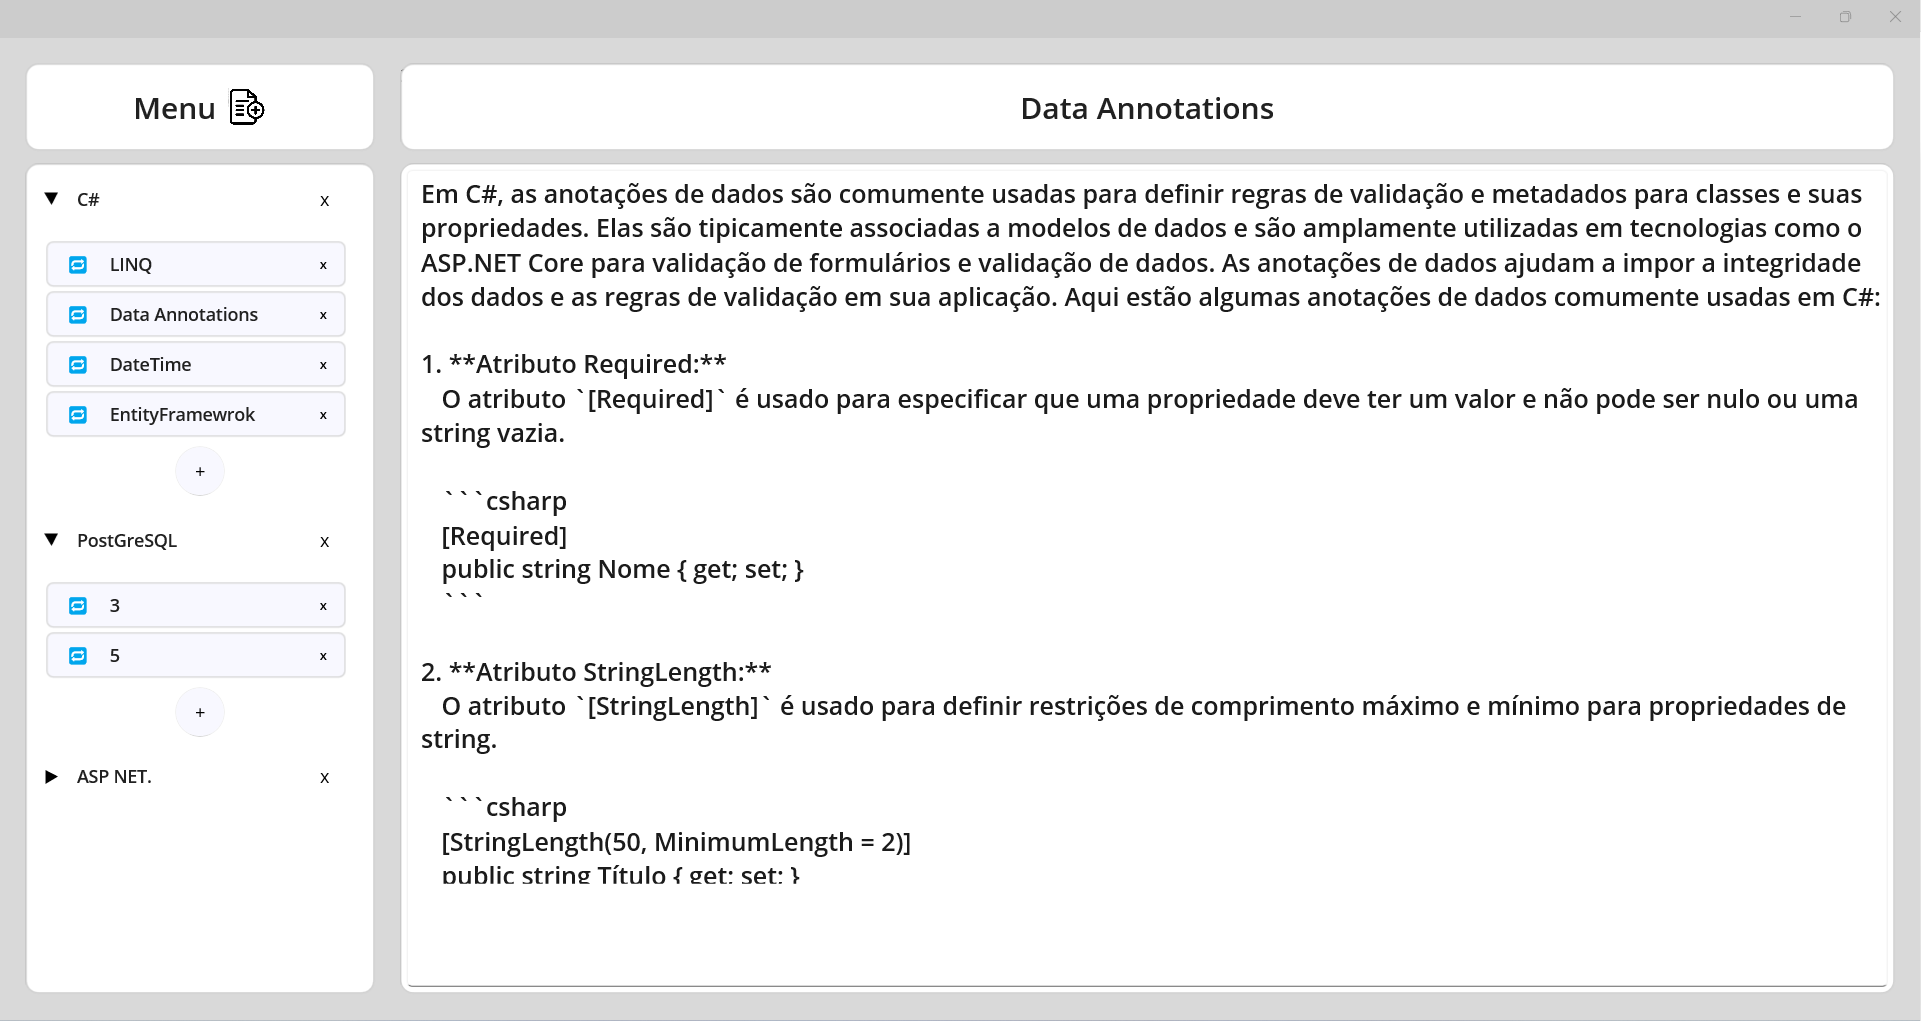 Menu
Data Annotations
C# x
LINQ x
Data Annotations x
DateTime x
EntityFramewrok x
+
PostGreSQL x
3 x
5 x
+
ASP NET. x
Em C#, as anotações de dados são comumente usadas para definir regras de validação e metadados para classes e suas
propriedades. Elas são tipicamente associadas a modelos de dados e são amplamente utilizadas em tecnologias como o
ASP.NET Core para validação de formulários e validação de dados. As anotações de dados ajudam a impor a integridade
dos dados e as regras de validação em sua aplicação. Aqui estão algumas anotações de dados comumente usadas em C#:
1. **Atributo Required:**
O atributo `[Required]` é usado para especificar que uma propriedade deve ter um valor e não pode ser nulo ou uma
string vazia.
```csharp
[Required]
public string Nome { get; set; }
```
2. **Atributo StringLength:**
O atributo `[StringLength]` é usado para definir restrições de comprimento máximo e mínimo para propriedades de
string.
```csharp
[StringLength(50, MinimumLength = 2)]
public string Título { get; set; }